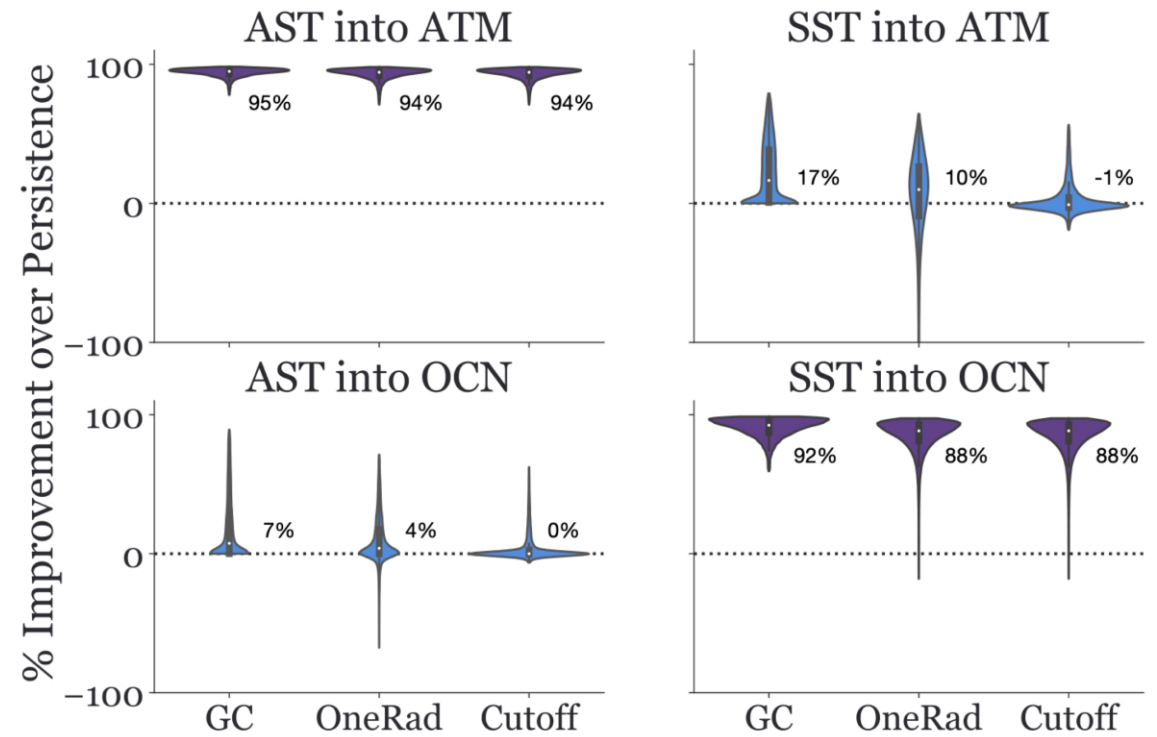 % Improvement over Persistence
AST into ATM
100
0
−100
95%
94%
94%
SST into ATM
17%
10%
-1%
AST into OCN
100
0
−100
7%
4%
0%
GC
OneRad
Cutoff
SST into OCN
92%
88%
88%
GC
OneRad
Cutoff